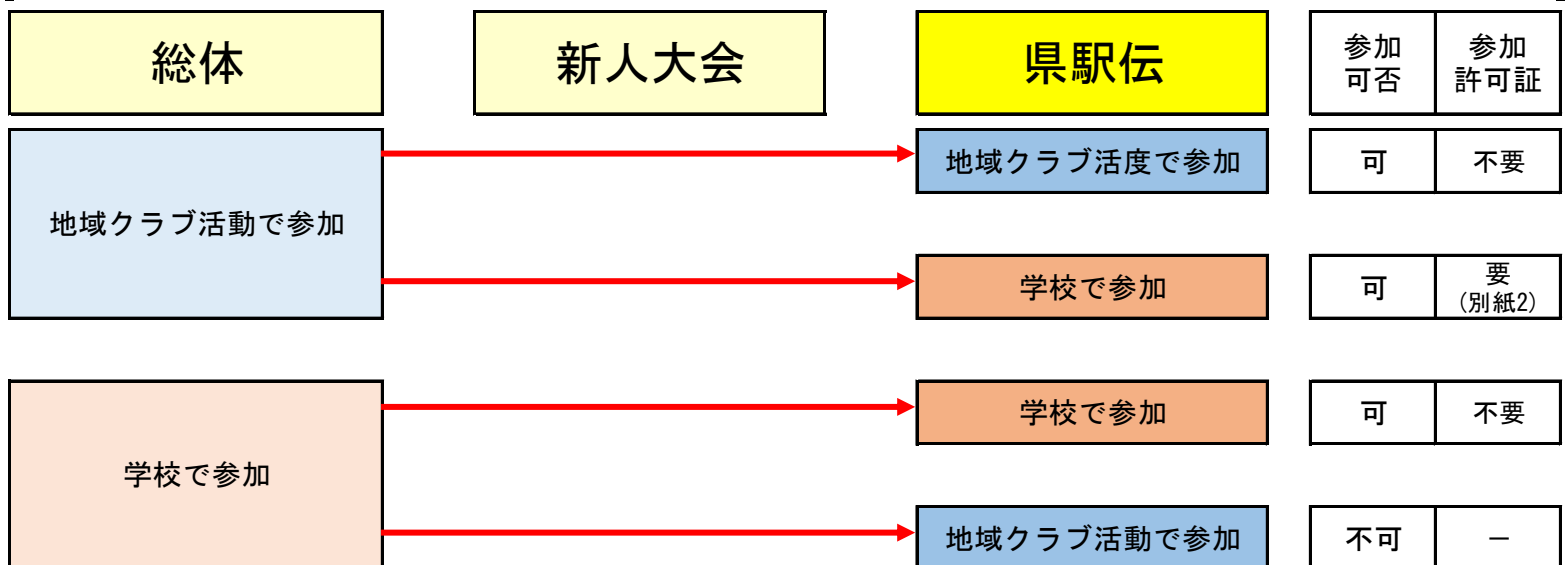 総体
新人大会
県駅伝
参加
可否
参加
許可証
地域クラブ活動で参加
地域クラブ活度で参加
可
不要
学校で参加
可
要
(別紙2)
学校で参加
学校で参加
可
不要
地域クラブ活動で参加
不可
－